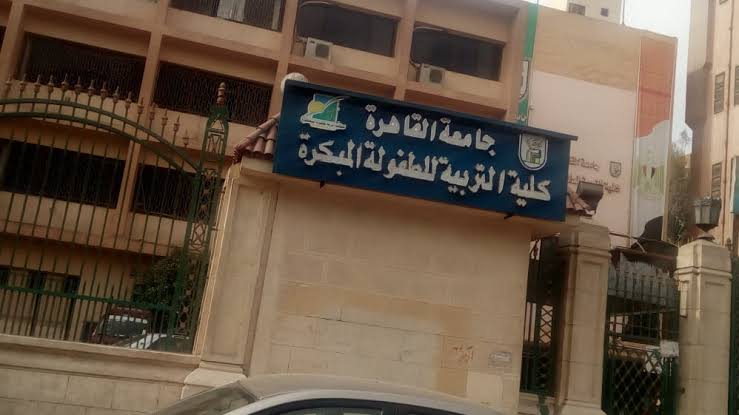 جامعة القاهرة
كلية التربية للطفولة المبكرة